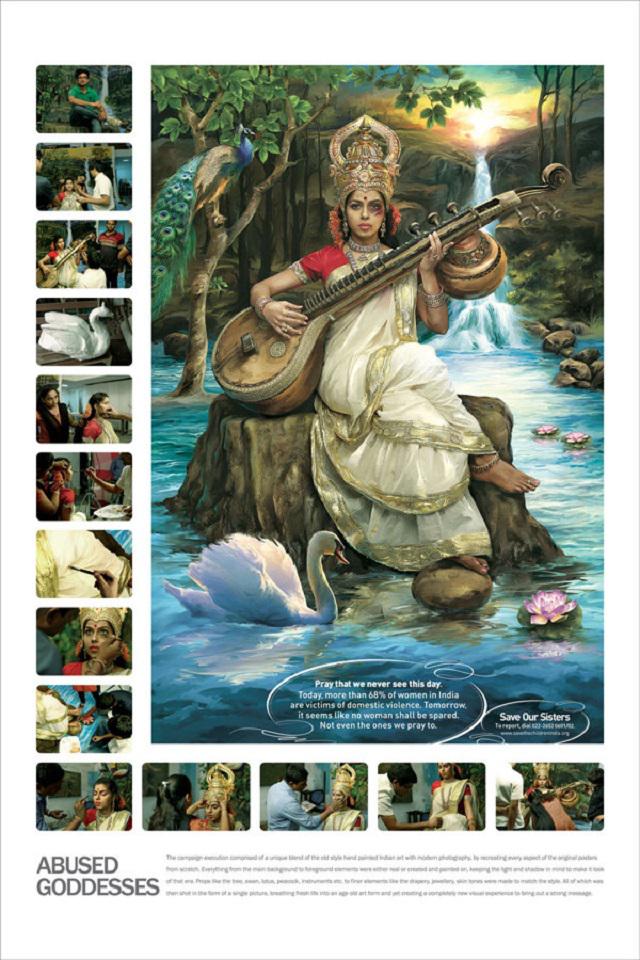 Pray that we never see this day.
Today, more than 68% of women in India
are victims of domestic violence. Tomorrow,
it seems like no woman shall be spared.
Not even the ones we pray to.
Save Our Sisters
www.savethechildrenindia.org
ABUSED
GODDESSES
The campaign execution comprised of a unique blend of the old style hand painted Indian art with modern photography, by recreating every aspect of the original posters
from scratch. Everything from the main background to foreground elements were either real or created and painted on, keeping the light and shadow in mind to make it look
of that era. Props like the tree, swan, lotus, peacock, instruments etc. to finer elements like the drapery, jewellery, skin tones were made to match the style. All of which was
then shot in the form of a single picture, breathing fresh life into an age old art form and yet creating a completely new visual experience to bring out a strong message.